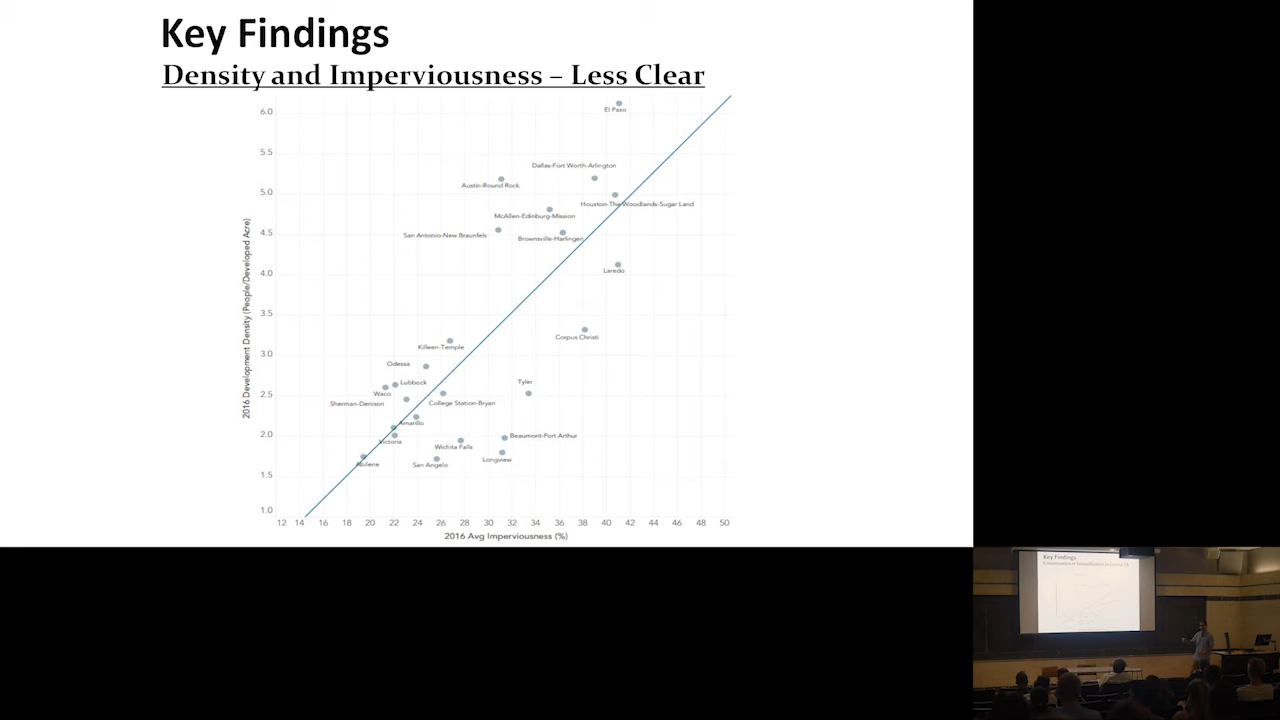 Key Findings
Density and Imperviousness – Less Clear
2016 Development Density (People/Developed Acre)
6.0
5.5
5.0
4.5
4.0
3.5
3.0
2.5
2.0
1.5
1.0
El Paso
Dallas-Fort Worth-Arlington
Austin-Round Rock
Houston-The Woodlands-Sugar Land
McAllen-Edinburg-Mission
San Antonio-New Braunfels
Brownsville-Harlingen
Laredo
Corpus Christi
Killeen-Temple
Odessa
Tyler
Lubbock
Waco
Sherman-Denison
College Station-Bryan
Amarillo
Beaumont-Fort Arthur
Victoria
Wichita Falls
Longview
Abilene
San Angelo
12 14 16 18 20 22 24 26 28 30 32 34 36 38 40 42 44 46 48 50
2016 Avg Imperviousness (%)
Key Findings